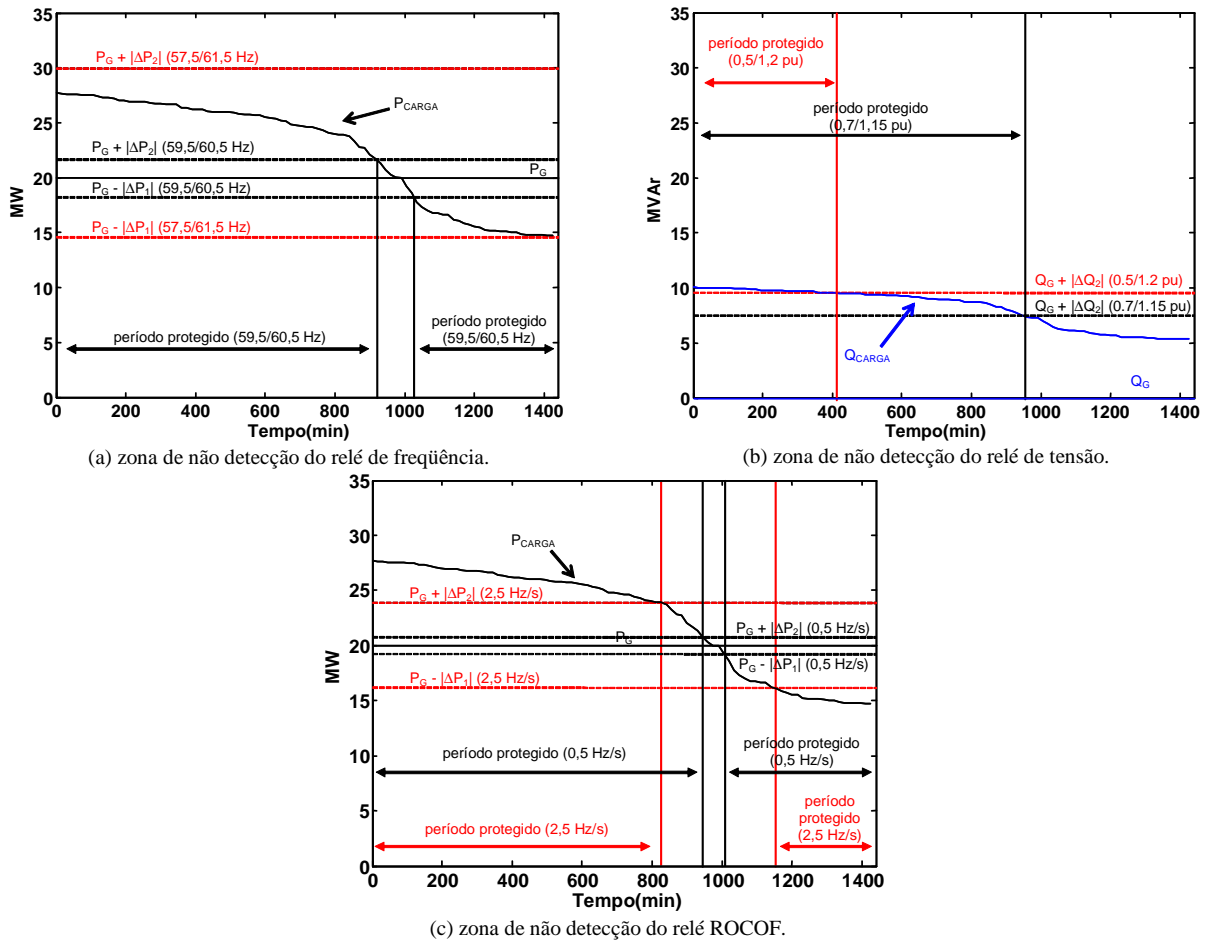 35
30
25
20
15
10
5
0
MW
P_G + |ΔP_2| (57,5/61,5 Hz)
P_CARGA
P_G + |ΔP_2| (59,5/60,5 Hz)
P_G
P_G - |ΔP_1| (59,5/60,5 Hz)
P_G - |ΔP_1| (57,5/61,5 Hz)
período protegido (59,5/60,5 Hz)
período protegido
(59,5/60,5 Hz)
0 200 400 600 800 1000 1200 1400
Tempo(min)
(a) zona de não detecção do relé de freqüência.
35
30
25
20
15
10
5
0
MVAr
período protegido
(0,5/1,2 pu)
período protegido
(0,7/1,15 pu)
Q_G + |ΔQ_2| (0.5/1.2 pu)
Q_G + |ΔQ_2| (0.7/1.15 pu)
Q_CARGA
Q_G
0 200 400 600 800 1000 1200 1400
Tempo(min)
(b) zona de não detecção do relé de tensão.
35
30
25
20
15
10
5
0
MW
P_CARGA
P_G + |ΔP_2| (2,5 Hz/s)
P_G + |ΔP_2| (0,5 Hz/s)
P_G
P_G - |ΔP_1| (0,5 Hz/s)
P_G - |ΔP_1| (2,5 Hz/s)
período protegido (0,5 Hz/s)
período protegido
(0,5 Hz/s)
período protegido (2,5 Hz/s)
período
protegido
(2,5 Hz/s)
0 200 400 600 800 1000 1200 1400
Tempo(min)
(c) zona de não detecção do relé ROCOF.